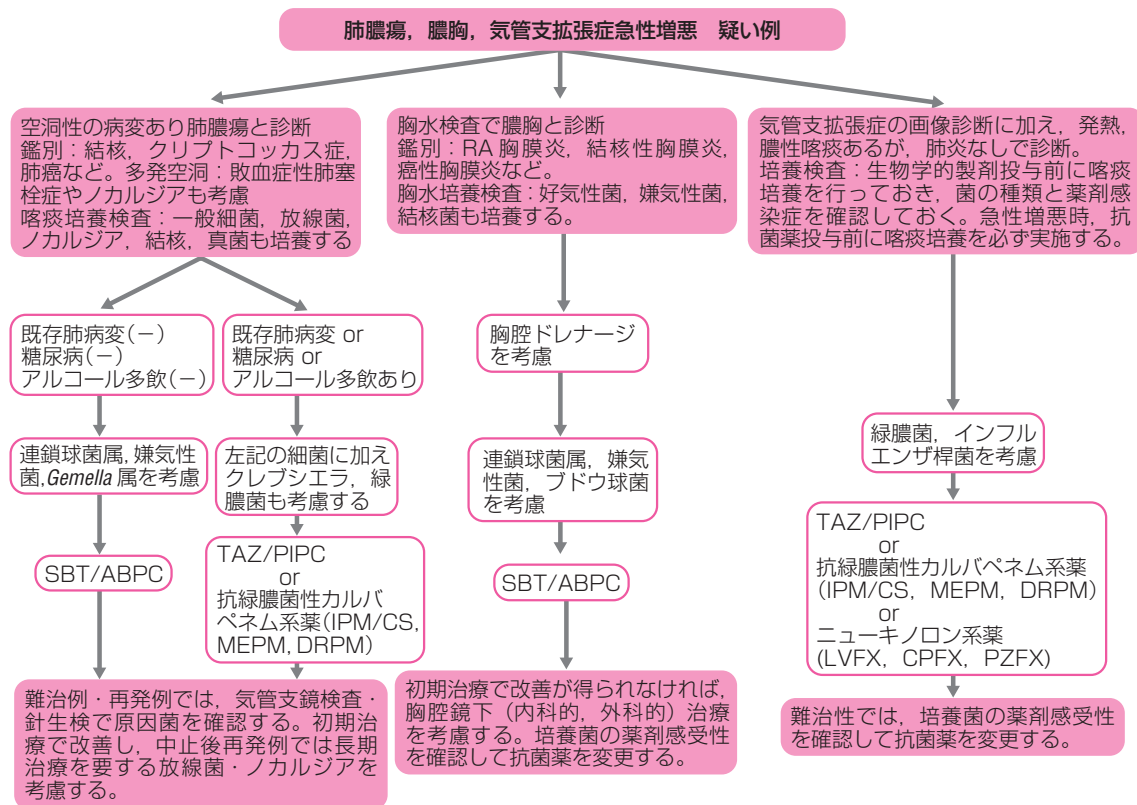 肺膿瘍，膿胸，気管支拡張症急性増悪　疑い例
空洞性の病変あり肺膿瘍と診断
鑑別：結核，クリプトコッカス症，
肺癌など。多発空洞：敗血症性肺塞
栓症やノカルジアも考慮
喀痰培養検査：一般細菌，放線菌，
ノカルジア，結核，真菌も培養する
既存肺病変(－)
糖尿病(－)
アルコール多飲(－)
連鎖球菌属，嫌気性
菌，Gemella 属を考慮
SBT/ABPC
既存肺病変 or
糖尿病 or
アルコール多飲あり
左記の細菌に加え
クレブシエラ，緑
膿菌も考慮する
TAZ/PIPC
or
抗緑膿菌性カルバ
ペネム系薬(IPM/CS,
MEPM, DRPM)
難治例・再発例では，気管支鏡検査・
針生検で原因菌を確認する。初期治
療で改善し，中止後再発例では長期
治療を要する放線菌・ノカルジアを
考慮する。
胸水検査で膿胸と診断
鑑別：RA 胸膜炎，結核性胸膜炎，
癌性胸膜炎など。
胸水培養検査：好気性菌，嫌気性菌，
結核菌も培養する。
胸腔ドレナージ
を考慮
連鎖球菌属，嫌気
性菌，ブドウ球菌
を考慮
SBT/ABPC
初期治療で改善が得られなければ，
胸腔鏡下（内科的，外科的）治療
を考慮する。培養菌の薬剤感受性
を確認して抗菌薬を変更する。
気管支拡張症の画像診断に加え，発熱，
膿性喀痰あるが，肺炎なしで診断。
培養検査：生物学的製剤投与前に喀痰
培養を行っておき，菌の種類と薬剤感
染症を確認しておく。急性増悪時，抗
菌薬投与前に喀痰培養を必ず実施する。
緑膿菌，インフル
エンザ桿菌を考慮
TAZ/PIPC
or
抗緑膿菌性カルバペネム系薬
(IPM/CS，MEPM，DRPM)
or
ニューキノロン系薬
(LVFX，CPFX，PZFX)
難治性では，培養菌の薬剤感受性
を確認して抗菌薬を変更する。